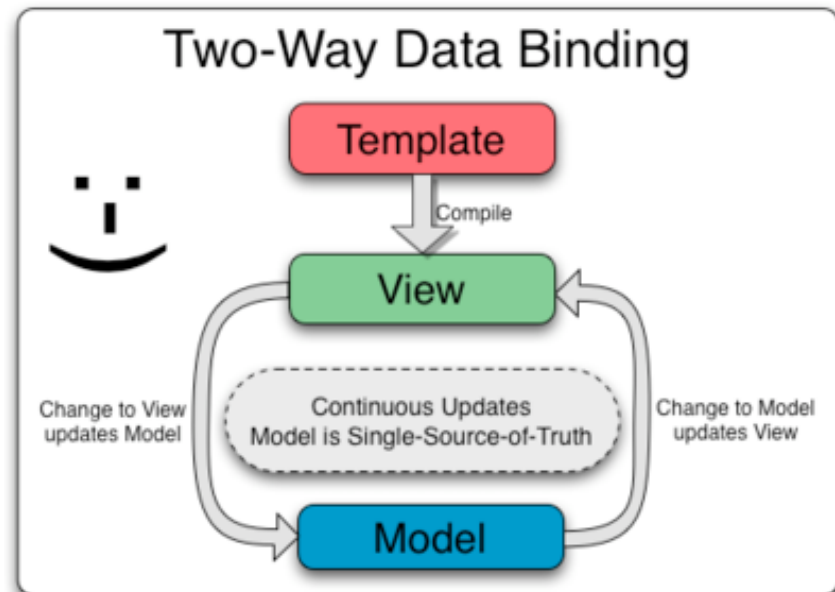 Two-Way Data Binding
Template
Compile
View
Change to View
updates Model
Continuous Updates
Model is Single-Source-of-Truth
Change to Model
updates View
Model